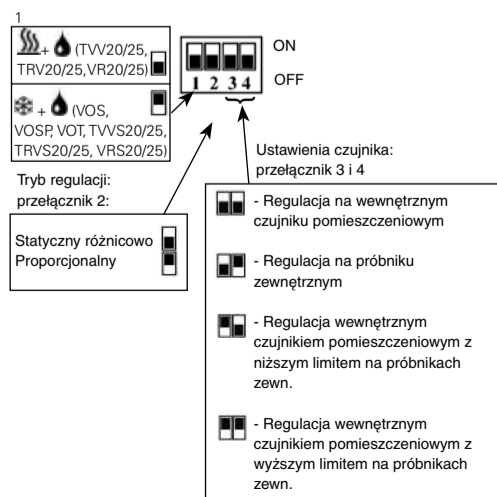 1
+ (TVV20/25,
TRV20/25,VR20/25)
+ (VOS,
VOSP, VOT, TVVS20/25,
TRVS20/25, VRS20/25)
ON
OFF
1 2 3 4
Tryb regulacji:
przełącznik 2:
Statyczny różnicowo
Proporcjonalny
Ustawienia czujnika:
przełącznik 3 i 4
- Regulacja na wewnętrznym
czujniku pomieszczeniowym
- Regulacja na próbniku
zewnętrznym
- Regulacja wewnętrznym
czujnikiem pomieszczeniowym z
niższym limitem na próbnikach
zewn.
- Regulacja wewnętrznym
czujnikiem pomieszczeniowym z
wyższym limitem na próbnikach
zewn.